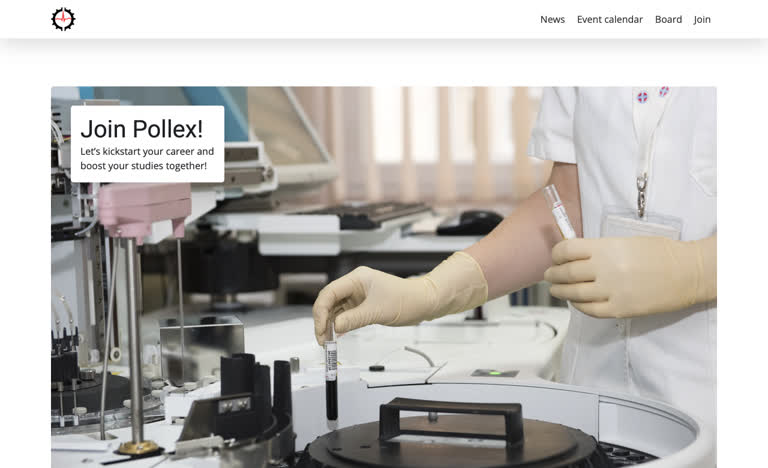 News
Event calendar
Board
Join
Join Pollex!
Let's kickstart your career and
boost your studies together!